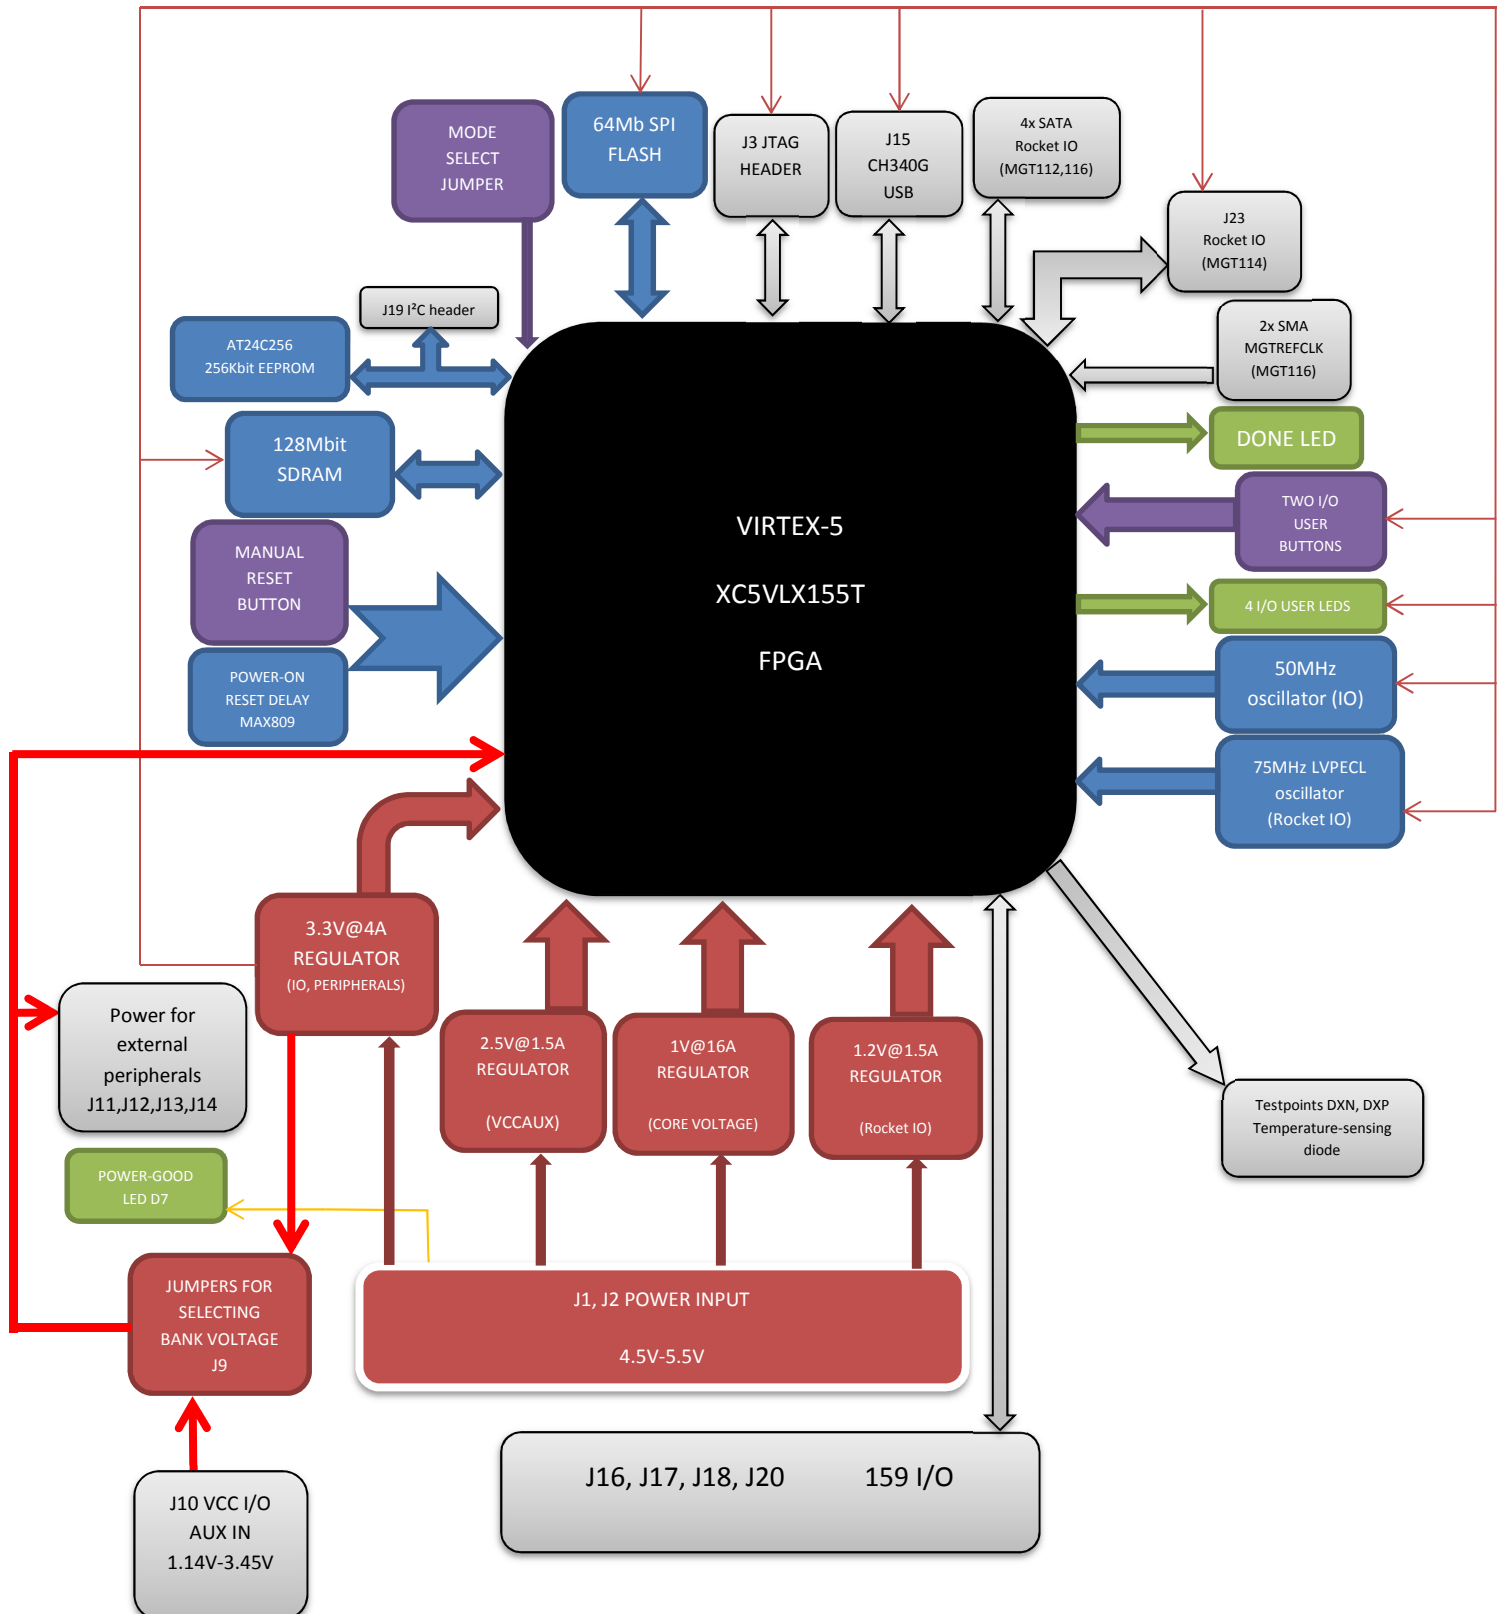 MODE
SELECT
JUMPER
64Mb SPI
FLASH
J3 JTAG
HEADER
J15
CH340G
USB
4x SATA
Rocket IO
(MGT112,116)
J23
Rocket IO
(MGT114)
J19 I²C header
2x SMA
MGTREFCLK
(MGT116)
AT24C256
256Kbit EEPROM
DONE LED
128Mbit
SDRAM
TWO I/O
USER
BUTTONS
VIRTEX-5
XC5VLX155T
FPGA
MANUAL
RESET
BUTTON
4 I/O USER LEDS
POWER-ON
RESET DELAY
MAX809
50MHz
oscillator (IO)
75MHz LVPECL
oscillator
(Rocket IO)
3.3V@4A
REGULATOR
(IO, PERIPHERALS)
Power for
external
peripherals
J11,J12,J13,J14
2.5V@1.5A
REGULATOR
(VCCAUX)
1V@16A
REGULATOR
(CORE VOLTAGE)
1.2V@1.5A
REGULATOR
(Rocket IO)
Testpoints DXN, DXP
Temperature-sensing
diode
POWER-GOOD
LED D7
JUMPERS FOR
SELECTING
BANK VOLTAGE
J9
J1, J2 POWER INPUT
4.5V-5.5V
J16, J17, J18, J20 159 I/O
J10 VCC I/O
AUX IN
1.14V-3.45V